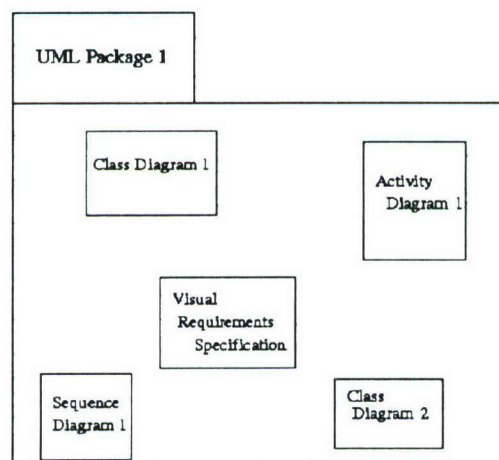 UML Package 1
Class Diagram 1
Activity
Diagram 1
Visual
Requirements
Specification
Sequence
Diagram 1
Class
Diagram 2